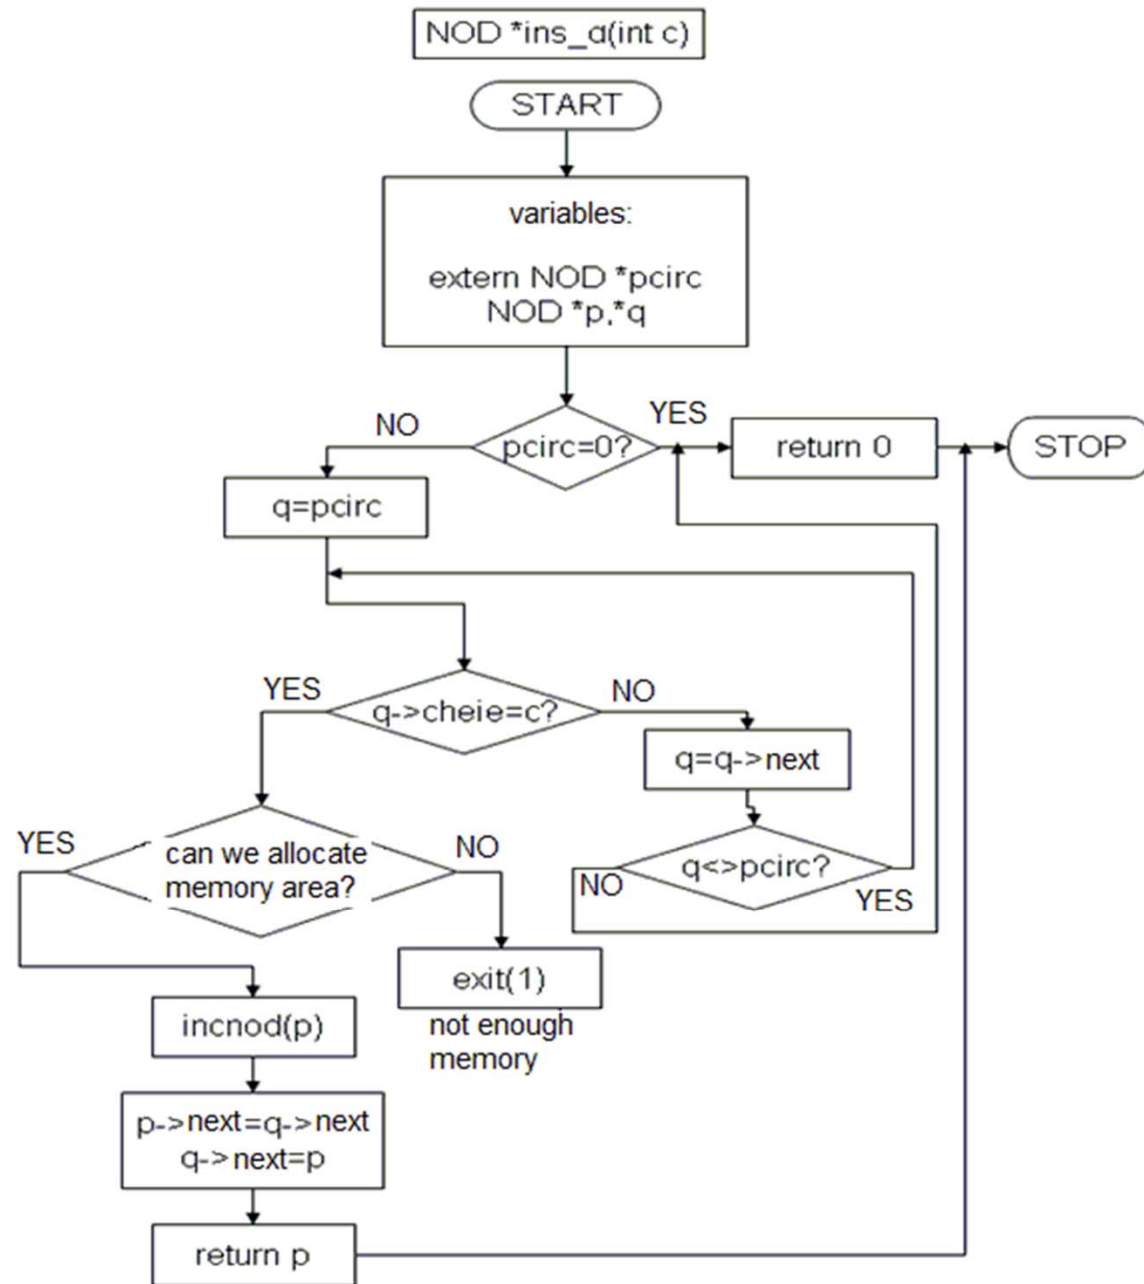 NOD *ins_a(int c)
START
variables:
extern NOD *pcirc
NOD *p,*q
NO
pcirc=0?
YES
return 0
STOP
q=pcirc
YES
q->cheie=c?
NO
q=q->next
YES
can we allocate
memory area?
NO
NO
q<>pcirc?
YES
exit(1)
not enough
memory
incnod(p)
p->next=q->next
q->next=p
return p